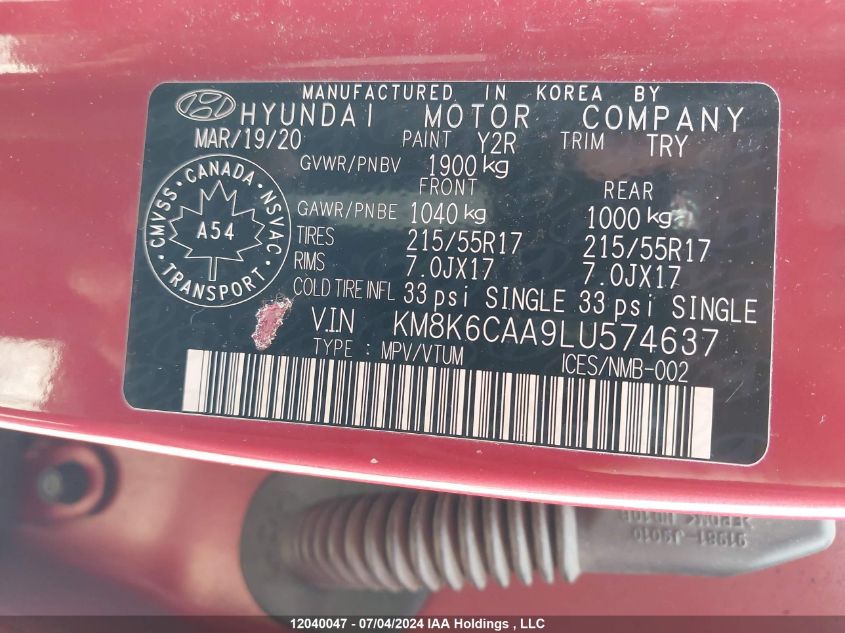 MANUFACTURED IN KOREA BY
HYUNDAI MOTOR COMPANY
MAR/19/20 PAINT Y2R TRIM TRY
GVWR/PNBV 1900 kg
FRONT REAR
GAWR/PNBE 1040 kg 1000 kg
TIRES 215/55R17 215/55R17
RIMS 7.0JX17 7.0JX17
COLD TIRE INFL 33 psi SINGLE 33 psi SINGLE
V.I.N KM8K6CAA9LU574637
TYPE : MPV/VTUM ICES/NMB-002
CMVSS · CANADA · NSVAC
A54
TRANSPORT
91981-J9010
12040047 - 07/04/2024 IAA Holdings , LLC